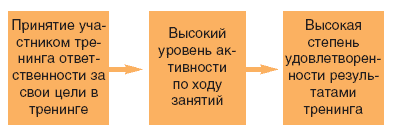 Принятие уча-
стником тре-
нинга ответ-
ственности за
свои цели в
тренинге
Высокий
уровень ак-
тивности
по ходу
занятий
Высокая
степень
удовлетворен-
ности резуль-
татами
тренинга